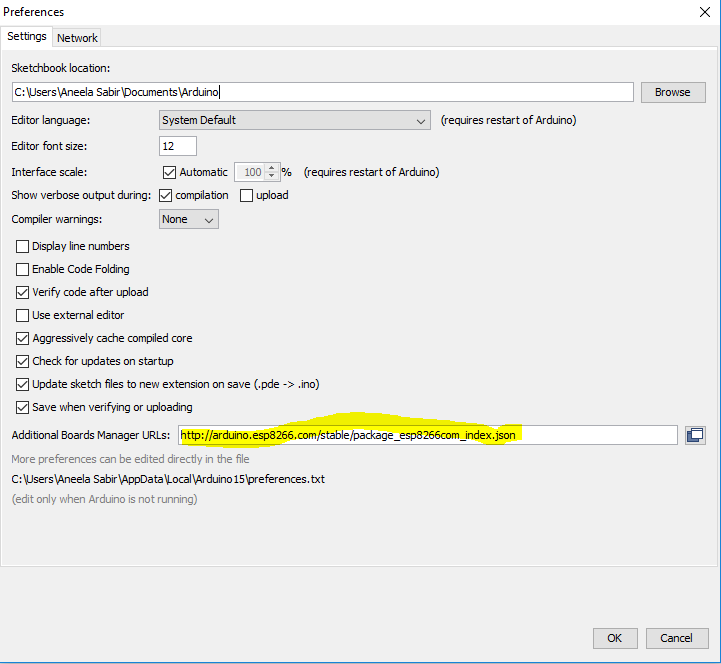 Preferences
Settings Network
Sketchbook location:
C:\Users\Aneela Sabir\Documents\Arduino
Browse
Editor language: System Default (requires restart of Arduino)
Editor font size: 12
Interface scale: Automatic 100 % (requires restart of Arduino)
Show verbose output during: compilation upload
Compiler warnings: None
Display line numbers
Enable Code Folding
Verify code after upload
Use external editor
Aggressively cache compiled core
Check for updates on startup
Update sketch files to new extension on save (.pde -> .ino)
Save when verifying or uploading
Additional Boards Manager URLs: http://arduino.esp8266.com/stable/package_esp8266com_index.json
More preferences can be edited directly in the file
C:\Users\Aneela Sabir\AppData\Local\Arduino15\preferences.txt
(edit only when Arduino is not running)
OK Cancel